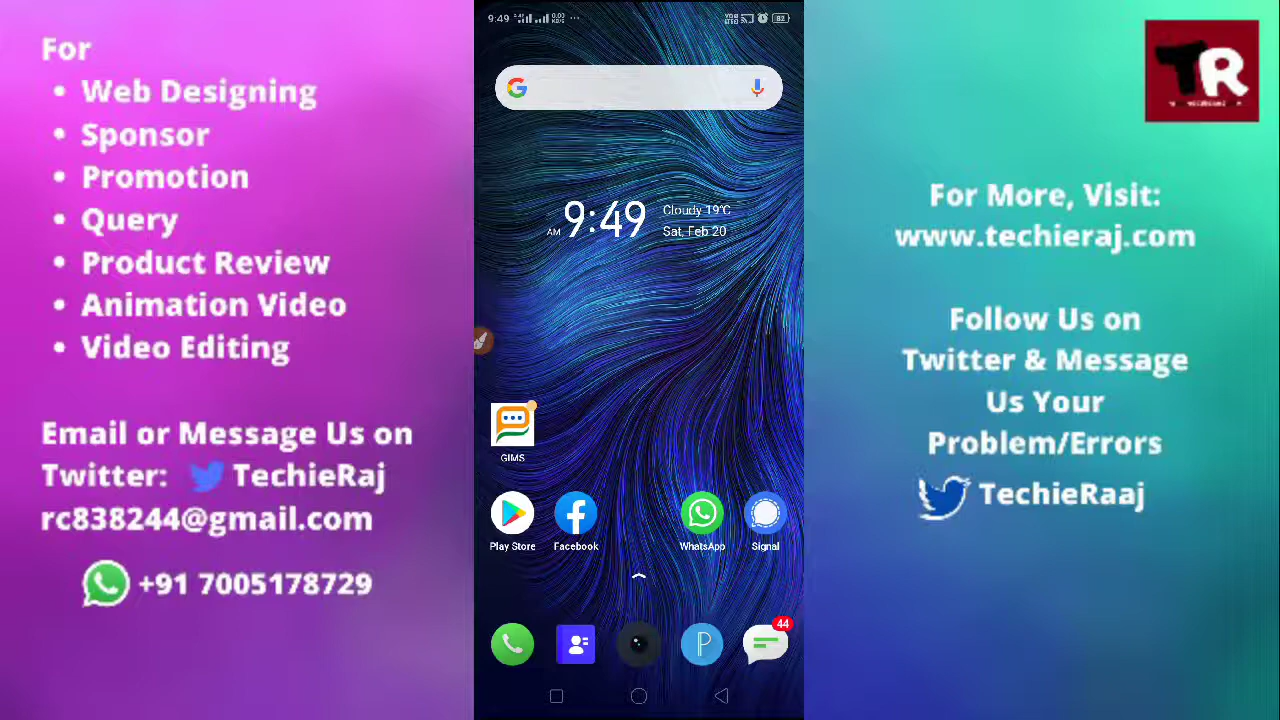 For
• Web Designing
• Sponsor
• Promotion
• Query
• Product Review
• Animation Video
• Video Editing
Email or Message Us on
Twitter: TechieRaj
rc838244@gmail.com
+91 7005178729
9:49
82
G
AM 9:49
Cloudy 19°C
Sat, Feb 20
GIMS
Play Store
Facebook
WhatsApp
Signal
44
TR
For More, Visit:
www.techieraj.com
Follow Us on
Twitter & Message
Us Your
Problem/Errors
TechieRaaj